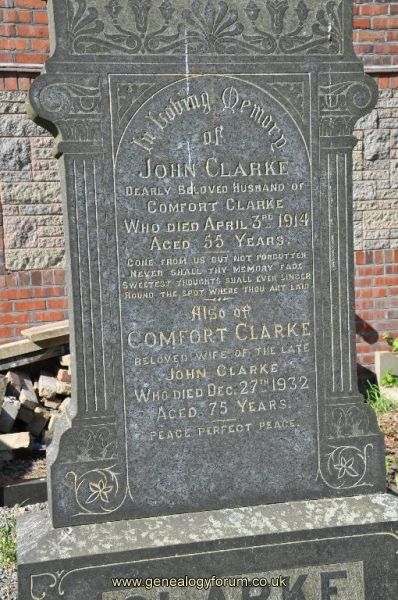 In Loving Memory
of
JOHN CLARKE
DEARLY BELOVED HUSBAND OF
COMFORT CLARKE
WHO DIED APRIL 3RD 1914
AGED 55 YEARS.
GONE FROM US BUT NOT FORGOTTEN
NEVER SHALL THY MEMORY FADE
SWEETEST THOUGHTS SHALL EVER LINGER
ROUND THE SPOT WHERE THOU ART LAID
ALSO OF
COMFORT CLARKE
BELOVED WIFE OF THE LATE
JOHN CLARKE
WHO DIED DEC. 27TH 1932
AGED 75 YEARS.
PEACE PERFECT PEACE.
CLARKE
www.genealogyforum.co.uk